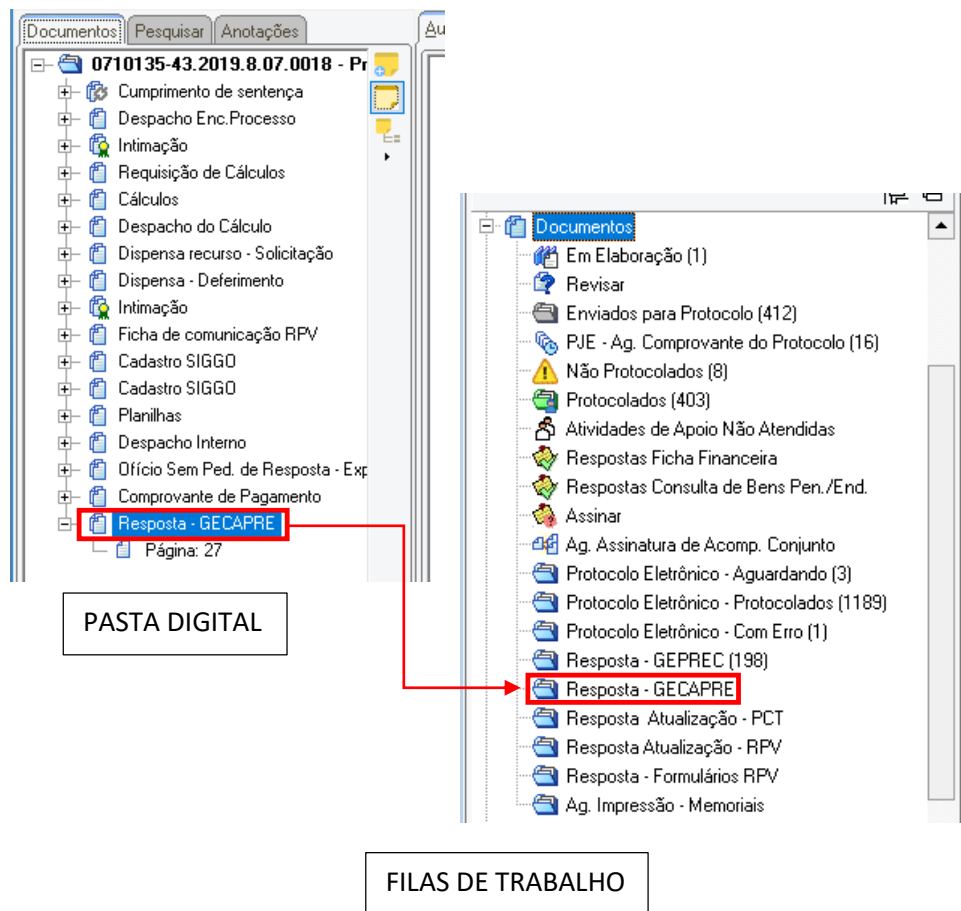 Documentos Pesquisar Anotações
0710135-43.2019.8.07.0018 - Pr
Cumprimento de sentença
Despacho Enc.Processo
Intimação
Requisição de Cálculos
Cálculos
Despacho do Cálculo
Dispensa recurso - Solicitação
Dispensa - Deferimento
Intimação
Ficha de comunicação RPV
Cadastro SIGGO
Cadastro SIGGO
Planilhas
Despacho Interno
Ofício Sem Ped. de Resposta - Exp
Comprovante de Pagamento
Resposta - GECAPRE
Página: 27
PASTA DIGITAL
Au
Documentos
Em Elaboração (1)
Revisar
Enviados para Protocolo (412)
PJE - Ag. Comprovante do Protocolo (16)
Não Protocolados (8)
Protocolados (403)
Atividades de Apoio Não Atendidas
Respostas Ficha Financeira
Respostas Consulta de Bens Pen./End.
Assinar
Ag. Assinatura de Acomp. Conjunto
Protocolo Eletrônico - Aguardando (3)
Protocolo Eletrônico - Protocolados (1189)
Protocolo Eletrônico - Com Erro (1)
Resposta - GEPREC (198)
Resposta - GECAPRE
Resposta Atualização - PCT
Resposta Atualização - RPV
Resposta - Formulários RPV
Ag. Impressão - Memoriais
FILAS DE TRABALHO